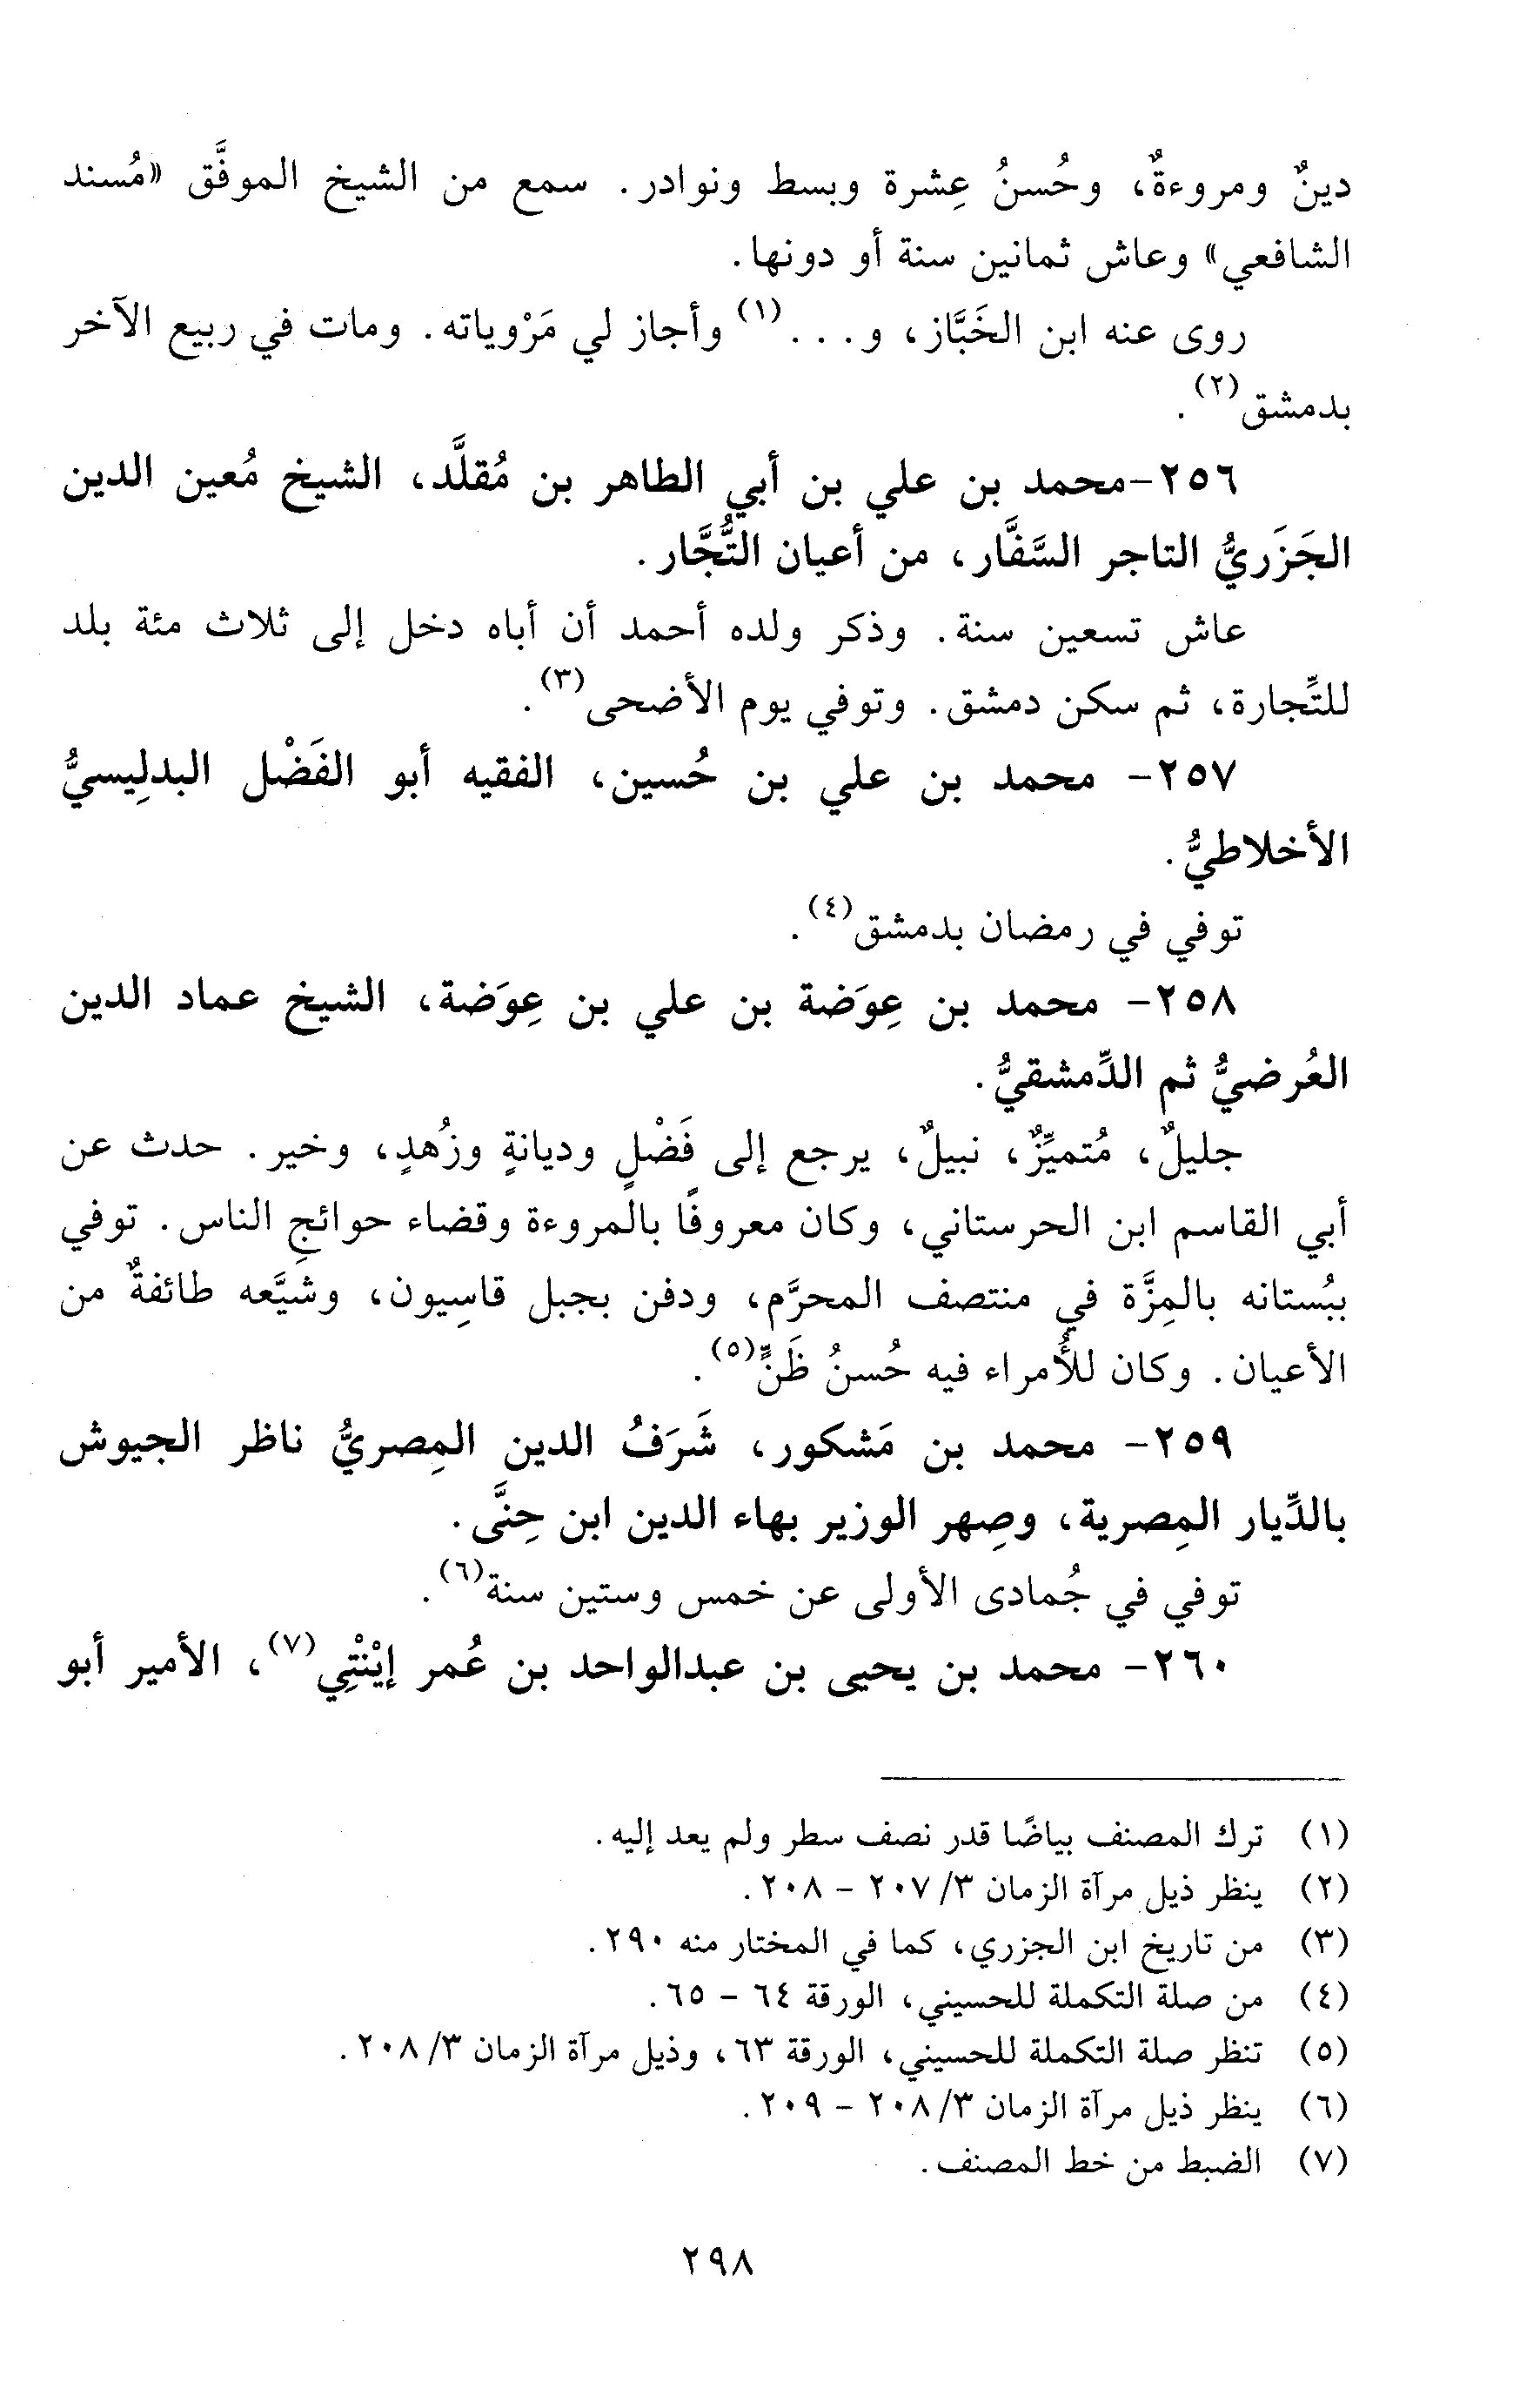 دينٌ ومروءةٌ، وحُسنُ عِشرة وبسط ونوادر. سمع من الشيخ الموفَّق «مُسند
الشافعي» وعاش ثمانين سنة أو دونها.
روى عنه ابن الخَبَّاز، و...(١) وأجاز لي مَرْوياته. ومات في ربيع الآخر
بدمشق(٢).
٢٥٦-محمد بن علي بن أبي الطاهر بن مُقلَّد، الشيخ مُعين الدين
الجَزَريُّ التاجر السَّفَّار، من أعيان التُّجَّار.
عاش تسعين سنة. وذكر ولده أحمد أن أباه دخل إلى ثلاث مئة بلد
للتِّجارة، ثم سكن دمشق. وتوفي يوم الأضحى(٣).
٢٥٧- محمد بن علي بن حُسين، الفقيه أبو الفَضْل البدلِيسيُّ
الأخلاطيُّ.
توفي في رمضان بدمشق(٤).
٢٥٨- محمد بن عِوَضة بن علي بن عِوَضة، الشيخ عماد الدين
العُرضيُّ ثم الدِّمشقيُّ.
جليلٌ، مُتميِّزٌ، نبيلٌ، يرجع إلى فَضْلٍ وديانةٍ وزُهدٍ، وخير. حدث عن
أبي القاسم ابن الحرستاني، وكان معروفًا بالمروءة وقضاء حوائجِ الناس. توفي
ببُستانه بالمِزَّة في منتصف المحرَّم، ودفن بجبل قاسِيون، وشيَّعه طائفةٌ من
الأعيان. وكان للأُمراء فيه حُسنُ ظَنٍّ(٥).
٢٥٩- محمد بن مَشكور، شَرَفُ الدين المِصريُّ ناظر الجيوش
بالدِّيار المِصرية، وصِهر الوزير بهاء الدين ابن حِنَّى.
توفي في جُمادى الأولى عن خمس وستين سنة(٦).
٢٦٠- محمد بن يحيى بن عبدالواحد بن عُمر إيْنْتِي(٧)، الأمير أبو
(١) ترك المصنف بياضًا قدر نصف سطر ولم يعد إليه.
(٢) ينظر ذيل مرآة الزمان ٣/ ٢٠٧ - ٢٠٨.
(٣) من تاريخ ابن الجزري، كما في المختار منه ٢٩٠.
(٤) من صلة التكملة للحسيني، الورقة ٦٤ - ٦٥.
(٥) تنظر صلة التكملة للحسيني، الورقة ٦٣، وذيل مرآة الزمان ٣/ ٢٠٨.
(٦) ينظر ذيل مرآة الزمان ٣/ ٢٠٨ - ٢٠٩.
(٧) الضبط من خط المصنف.
٢٩٨